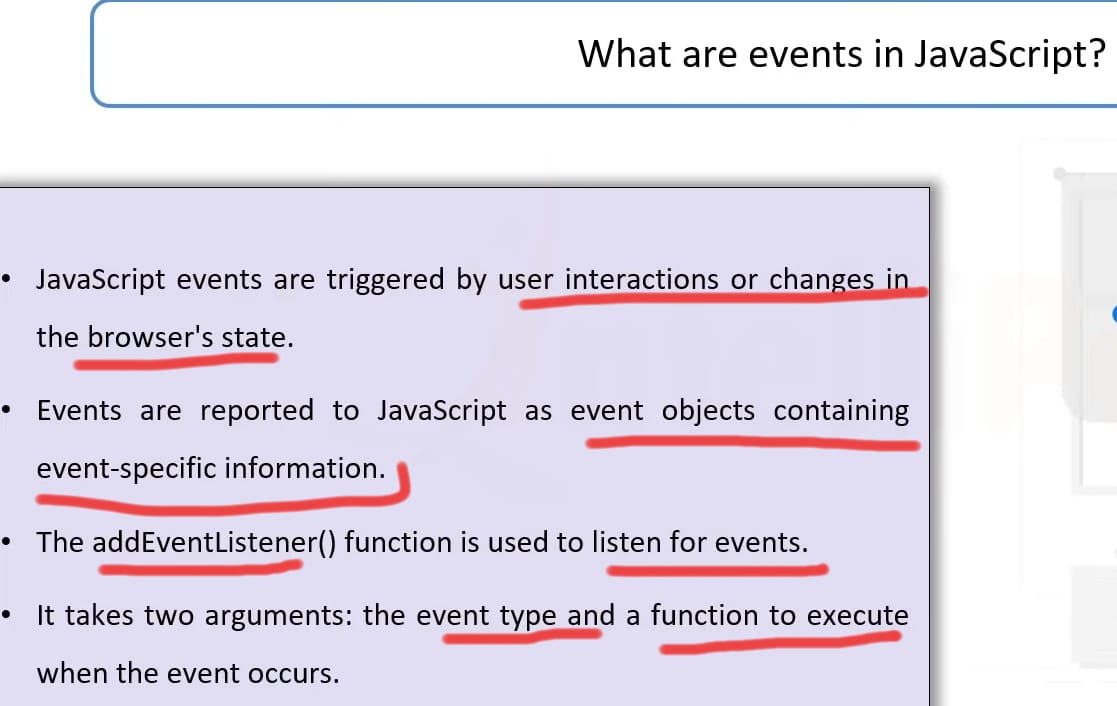 What are events in JavaScript?
• JavaScript events are triggered by user interactions or changes in
the browser's state.
• Events are reported to JavaScript as event objects containing
event-specific information.
• The addEventListener() function is used to listen for events.
• It takes two arguments: the event type and a function to execute
when the event occurs.